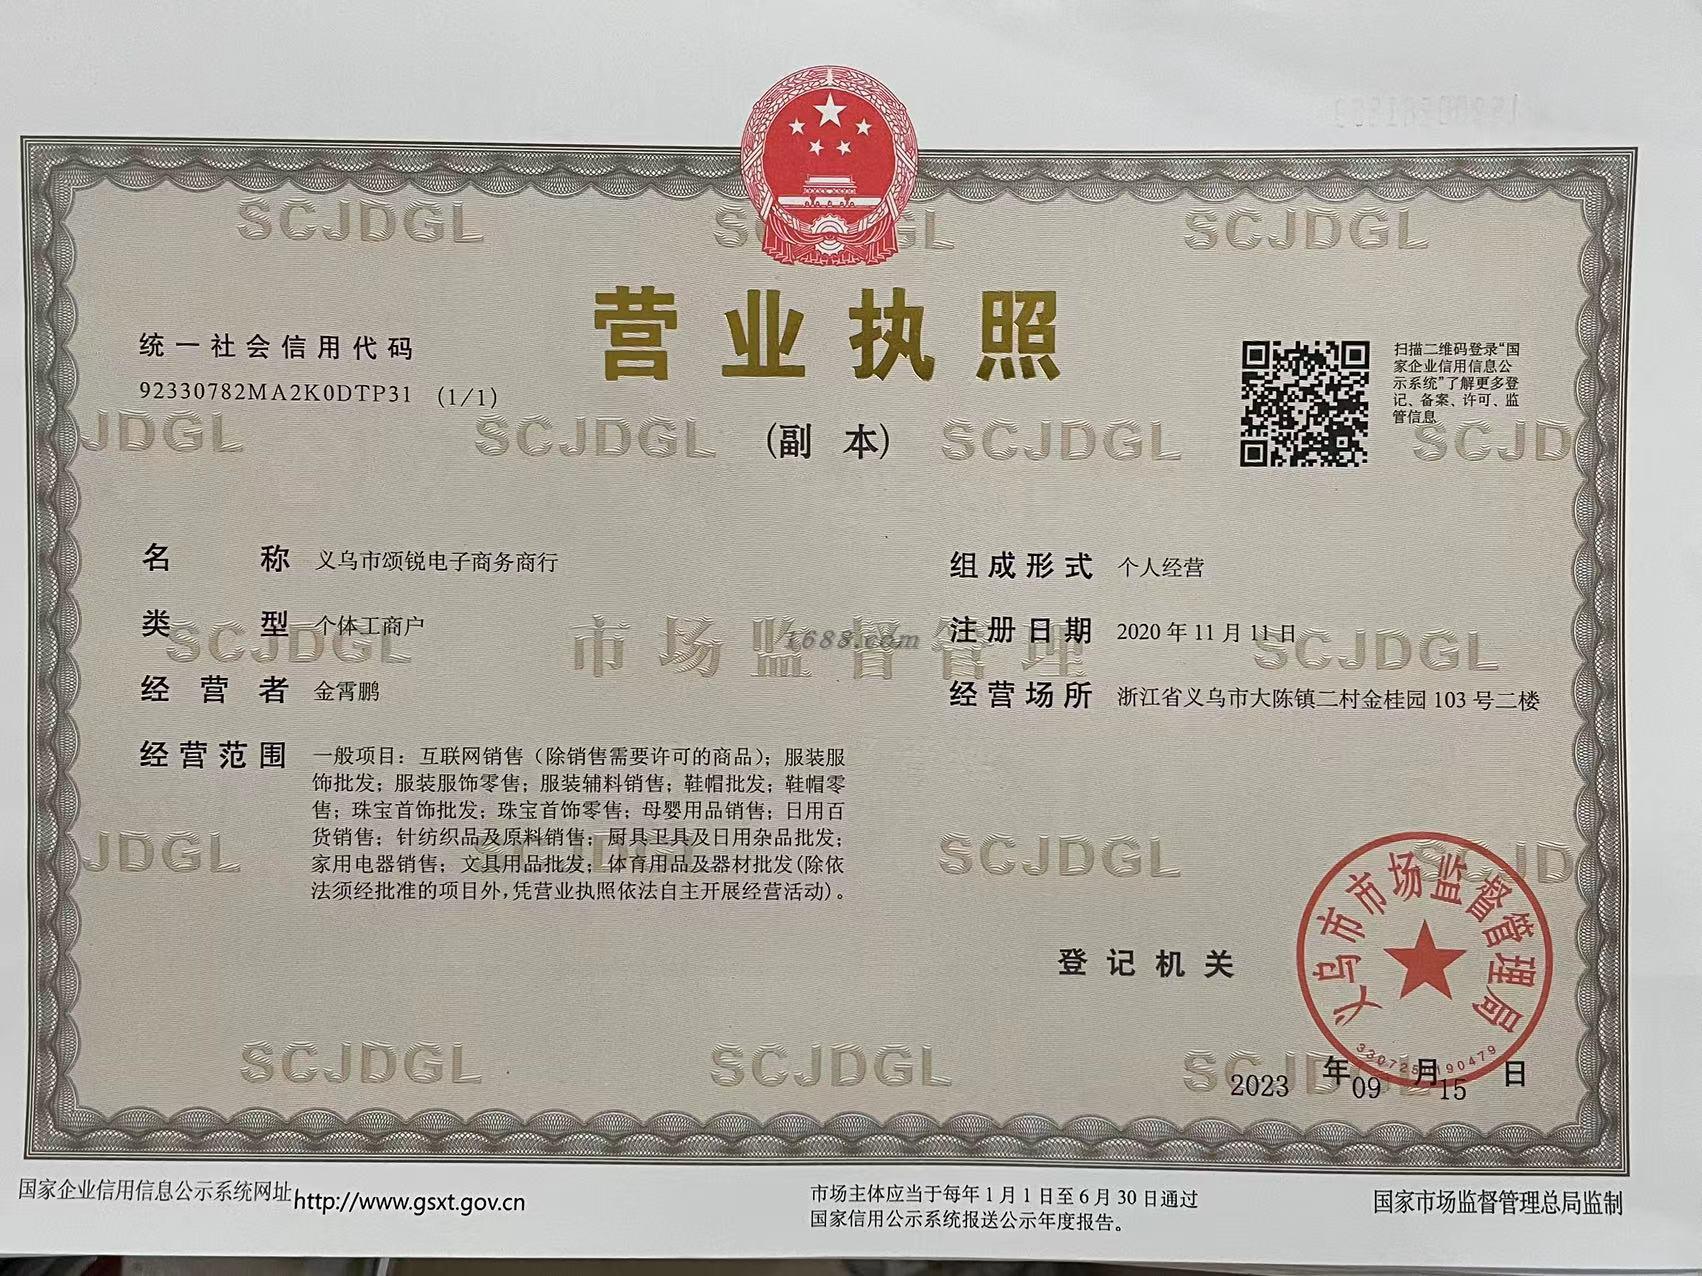 SCJDGL
SCJDGL
营业执照
统一社会信用代码
92330782MA2K0DTP31 (1/1)
扫描二维码登录“国
家企业信用信息公
示系统”了解更多登
记、备案、许可、监
管信息
JDGL
SCJDGL
(副 本)
SCJDGL
SCJD
名 称 义乌市颂锐电子商务商行
组成形式 个人经营
类 型 个体工商户
注册日期 2020 年 11 月 11 日
SCJDGL
市场监督管理
1688.com
SCJDGL
经 营 者 金霄鹏
经营场所 浙江省义乌市大陈镇二村金桂园 103 号二楼
经营范围 一般项目：互联网销售（除销售需要许可的商品）；服装服
饰批发；服装服饰零售；服装辅料销售；鞋帽批发；鞋帽零
售；珠宝首饰批发；珠宝首饰零售；母婴用品销售；日用百
货销售；针纺织品及原料销售；厨具卫具及日用杂品批发；
家用电器销售；文具用品批发；体育用品及器材批发(除依
法须经批准的项目外，凭营业执照依法自主开展经营活动)。
JDGL
SCJDGL
登记机关
义乌市市场监督管理局
SCJDGL
SCJDGL
2023 年 09 月 15 日
国家企业信用信息公示系统网址http://www.gsxt.gov.cn
市场主体应当于每年 1 月 1 日至 6 月 30 日通过
国家信用公示系统报送公示年度报告。
国家市场监督管理总局监制